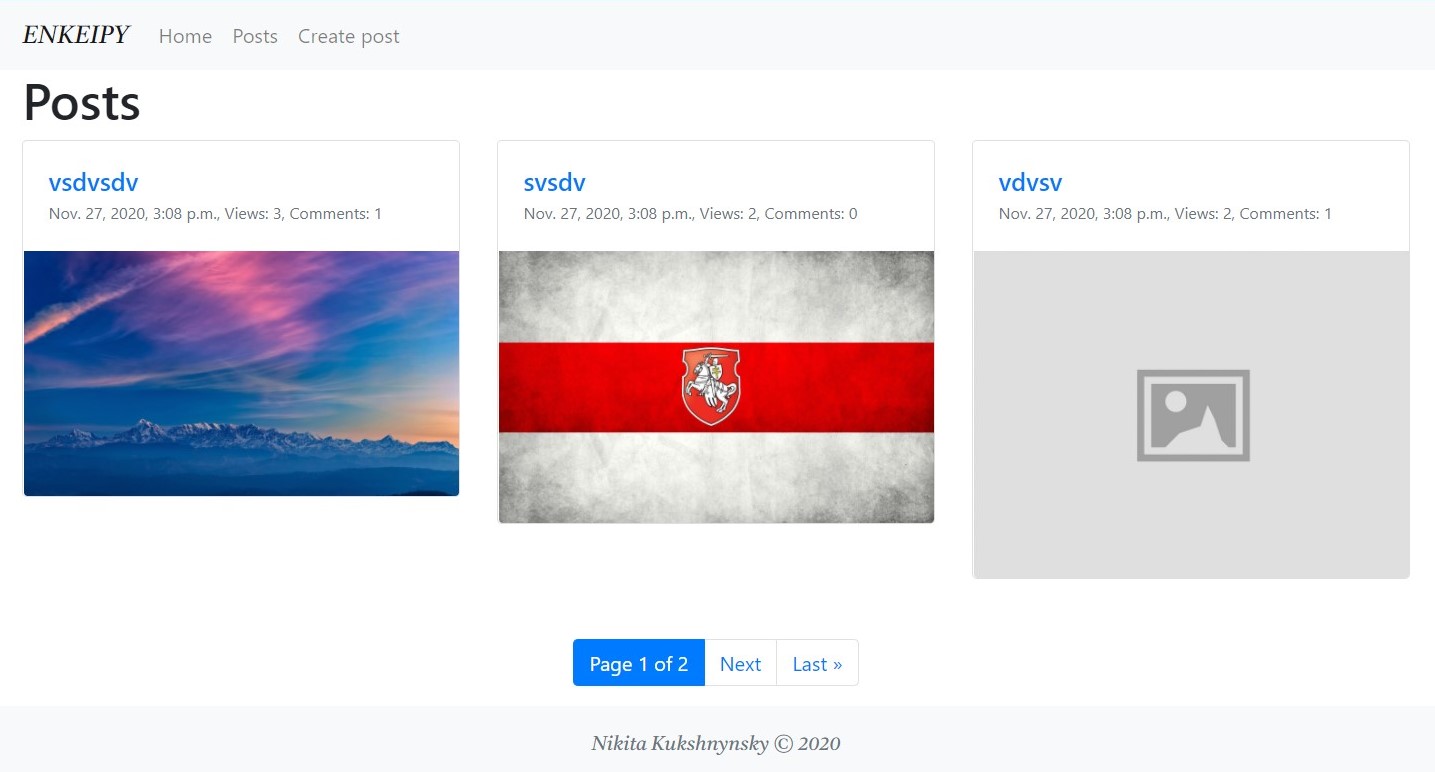 ENKEIPY Home Posts Create post
Posts
vsdvsdv
Nov. 27, 2020, 3:08 p.m., Views: 3, Comments: 1
svsdv
Nov. 27, 2020, 3:08 p.m., Views: 2, Comments: 0
vdvsv
Nov. 27, 2020, 3:08 p.m., Views: 2, Comments: 1
Page 1 of 2 Next Last »
Nikita Kukshnynsky © 2020